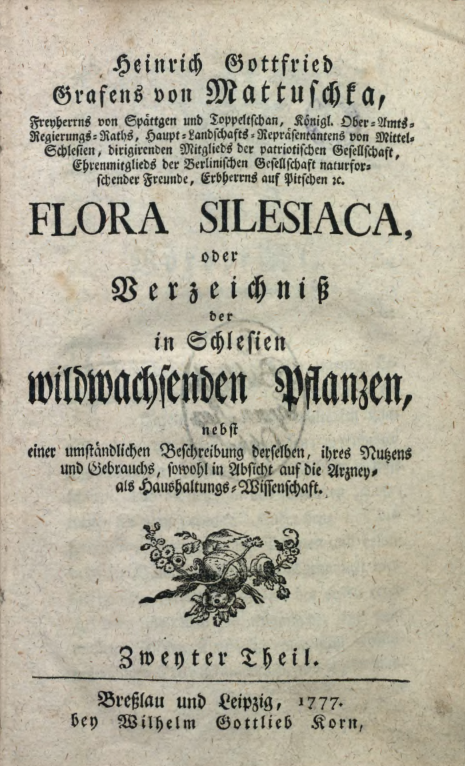 Heinrich Gottfried
Grafens von Mattuschka,
Freyherrns von Spättgen und Toppeltschan, Königl. Ober-Amts-
Regierungs-Raths, Haupt-Landschafts-Repräsentantens von Mittel-
Schlesien, dirigirenden Mitglieds der patriotischen Gesellschaft,
Ehrenmitglieds der Berlinischen Gesellschaft naturfor-
schender Freunde, Erbherrns auf Pitschen ꝛc.
FLORA SILESIACA,
oder
Verzeichniß
der
in Schlesien
wildwachsenden Pflanzen,
nebst
einer umständlichen Beschreibung derselben, ihres Nutzens
und Gebrauchs, sowohl in Absicht auf die Arzney-
als Haushaltungs-Wissenschaft.
Zweyter Theil.
Breßlau und Leipzig, 1777.
bey Wilhelm Gottlieb Korn,